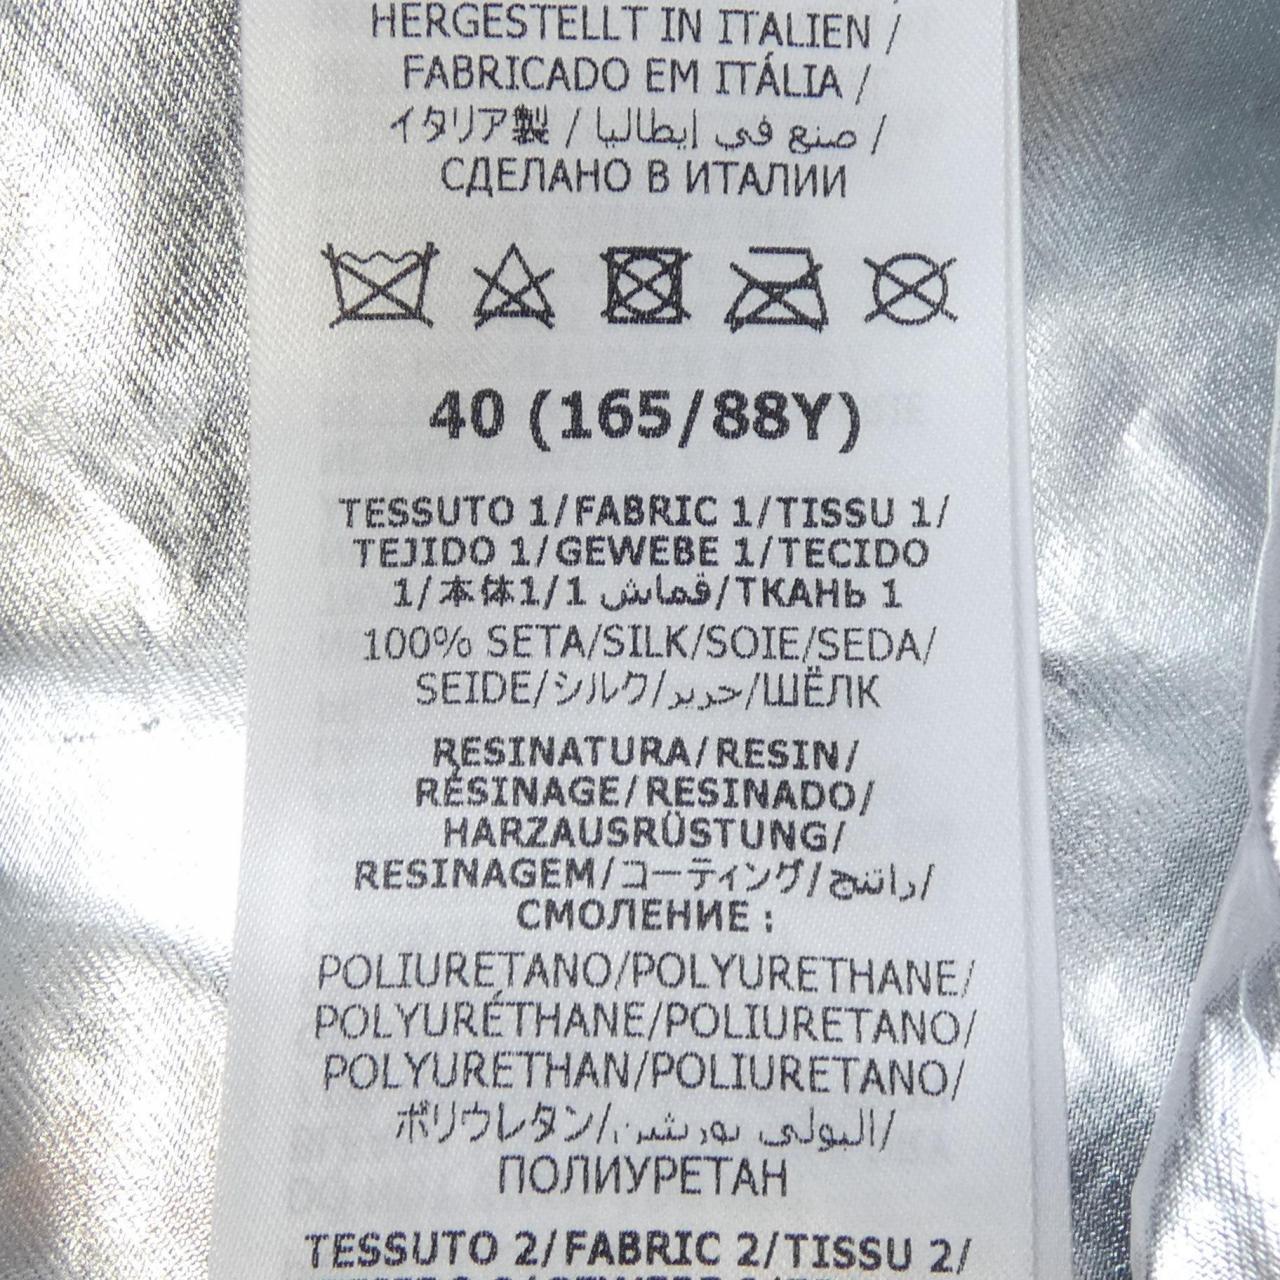 HERGESTELLT IN ITALIEN /
FABRICADO EM ITÁLIA /
イタリア製 / صنع في إيطاليا /
СДЕЛАНО В ИТАЛИИ
40 (165/88Y)
TESSUTO 1/FABRIC 1/TISSU 1/
TEJIDO 1/GEWEBE 1/TECIDO
1/本体1/1 قماش/ТКАНЬ 1
100% SETA/SILK/SOIE/SEDA/
SEIDE/シルク/حرير/ШЁЛК
RESINATURA/RESIN/
RÉSINAGE/RESINADO/
HARZAUSRÜSTUNG/
RESINAGEM/コーティング/راتنج/
СМОЛЕНИЕ :
POLIURETANO/POLYURETHANE/
POLYURÉTHANE/POLIURETANO/
POLYURETHAN/POLIURETANO/
ポリウレタン/البولي يوريثين/
ПОЛИУРЕТАН
TESSUTO 2/FABRIC 2/TISSU 2/